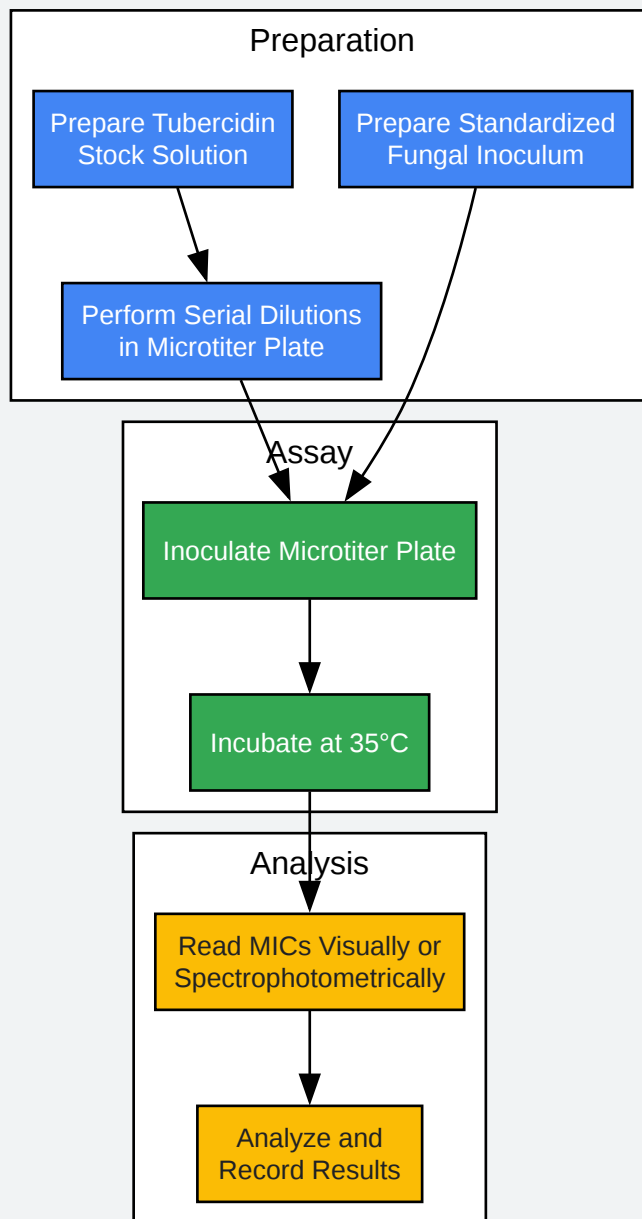 Preparation
Prepare Tubercidin
Stock Solution
Prepare Standardized
Fungal Inoculum
Perform Serial Dilutions
in Microtiter Plate
Assay
Inoculate Microtiter Plate
Incubate at 35°C
Analysis
Read MICs Visually or
Spectrophotometrically
Analyze and
Record Results